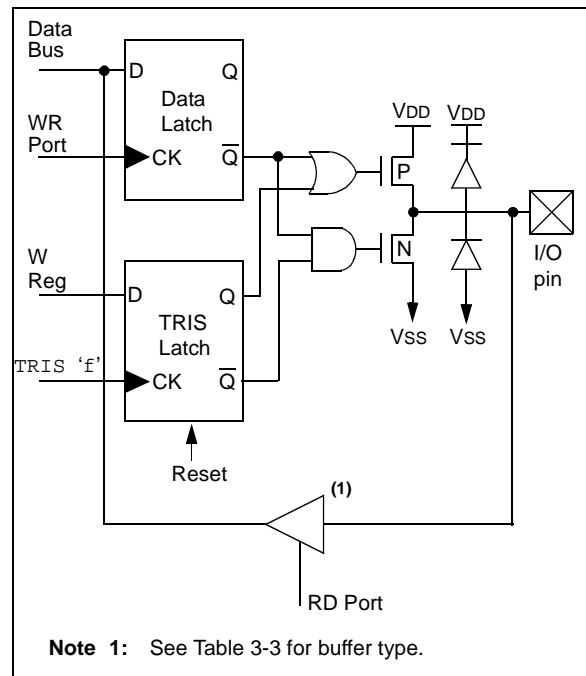 Data
Bus
D
Q
Data
Latch
WR
Port
CK
Q
VDD
VDD
P
N
I/O
pin
W
Reg
D
Q
TRIS
Latch
VSS
VSS
TRIS 'f'
CK
Q
Reset
(1)
RD Port
Note 1: See Table 3-3 for buffer type.